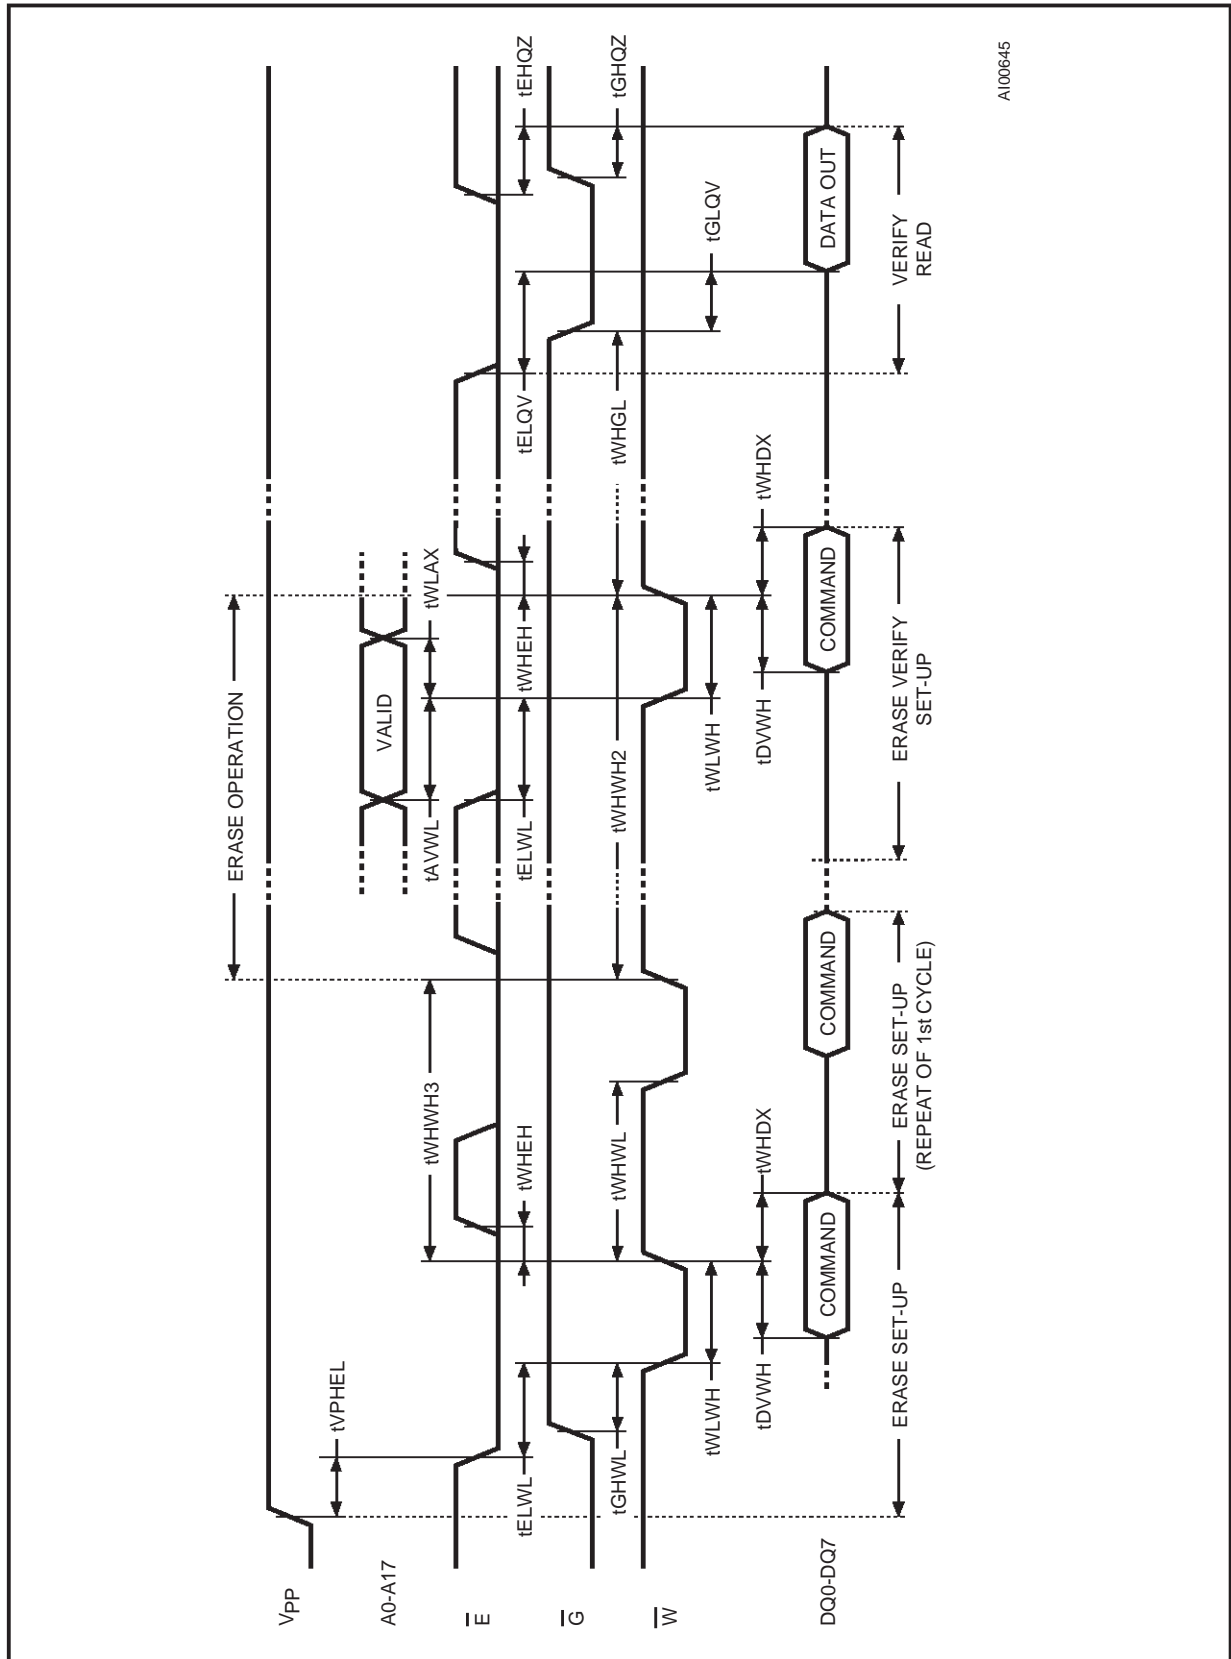 VPP
tVPHEL
ERASE OPERATION
A0-A17
VALID
tAVWL
tWLAX
tWHWH3
E
tELWL
tWHEH
tELWL
tWHEH
tELQV
tEHQZ
G
tGHWL
tWHWL
tWHWH2
tWHGL
tGHQZ
W
tWLWH
tWLWH
tGLQV
tDVWH
tWHDX
tDVWH
tWHDX
DQ0-DQ7
COMMAND
COMMAND
COMMAND
DATA OUT
ERASE SET-UP
ERASE SET-UP
(REPEAT OF 1st CYCLE)
ERASE VERIFY
SET-UP
VERIFY
READ
AI00645